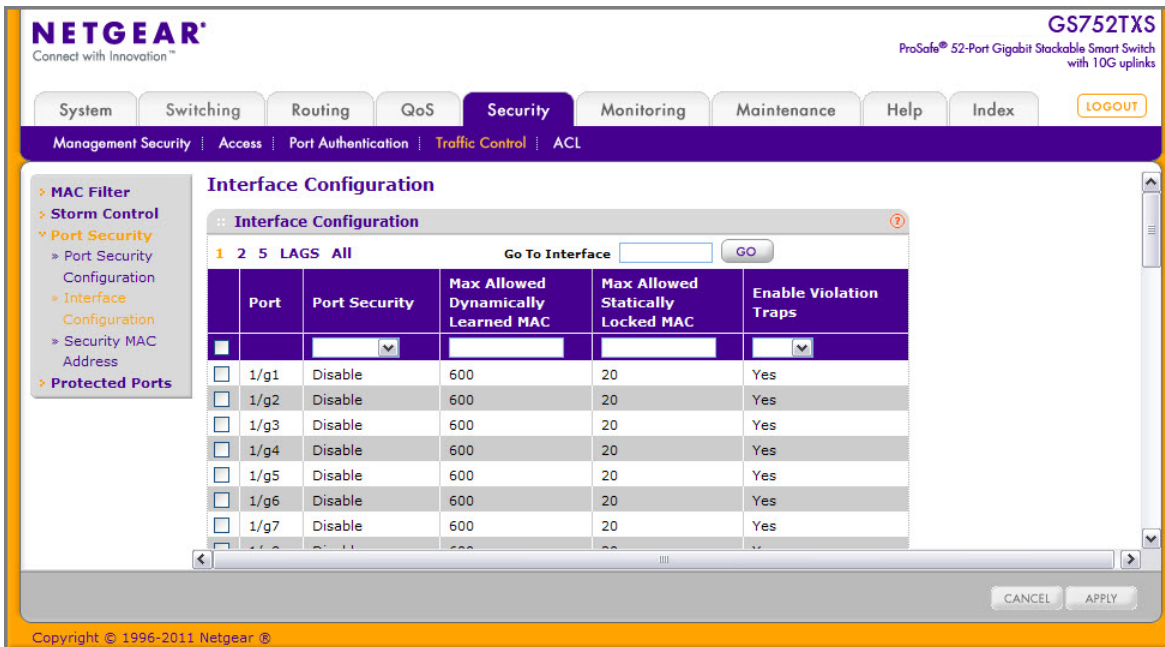 NETGEAR®
Connect with Innovation™
GS752TXS
ProSafe® 52-Port Gigabit Stackable Smart Switch
with 10G uplinks
System Switching Routing QoS Security Monitoring Maintenance Help Index LOGOUT
Management Security Access Port Authentication Traffic Control ACL
MAC Filter
Storm Control
Port Security
» Port Security
Configuration
» Interface
Configuration
» Security MAC
Address
Protected Ports
Interface Configuration
Interface Configuration ?
1 2 5 LAGS All Go To Interface GO
Port Port Security Max Allowed Dynamically Learned MAC Max Allowed Statically Locked MAC Enable Violation Traps
1/g1 Disable 600 20 Yes
1/g2 Disable 600 20 Yes
1/g3 Disable 600 20 Yes
1/g4 Disable 600 20 Yes
1/g5 Disable 600 20 Yes
1/g6 Disable 600 20 Yes
1/g7 Disable 600 20 Yes
CANCEL APPLY
Copyright © 1996-2011 Netgear ®